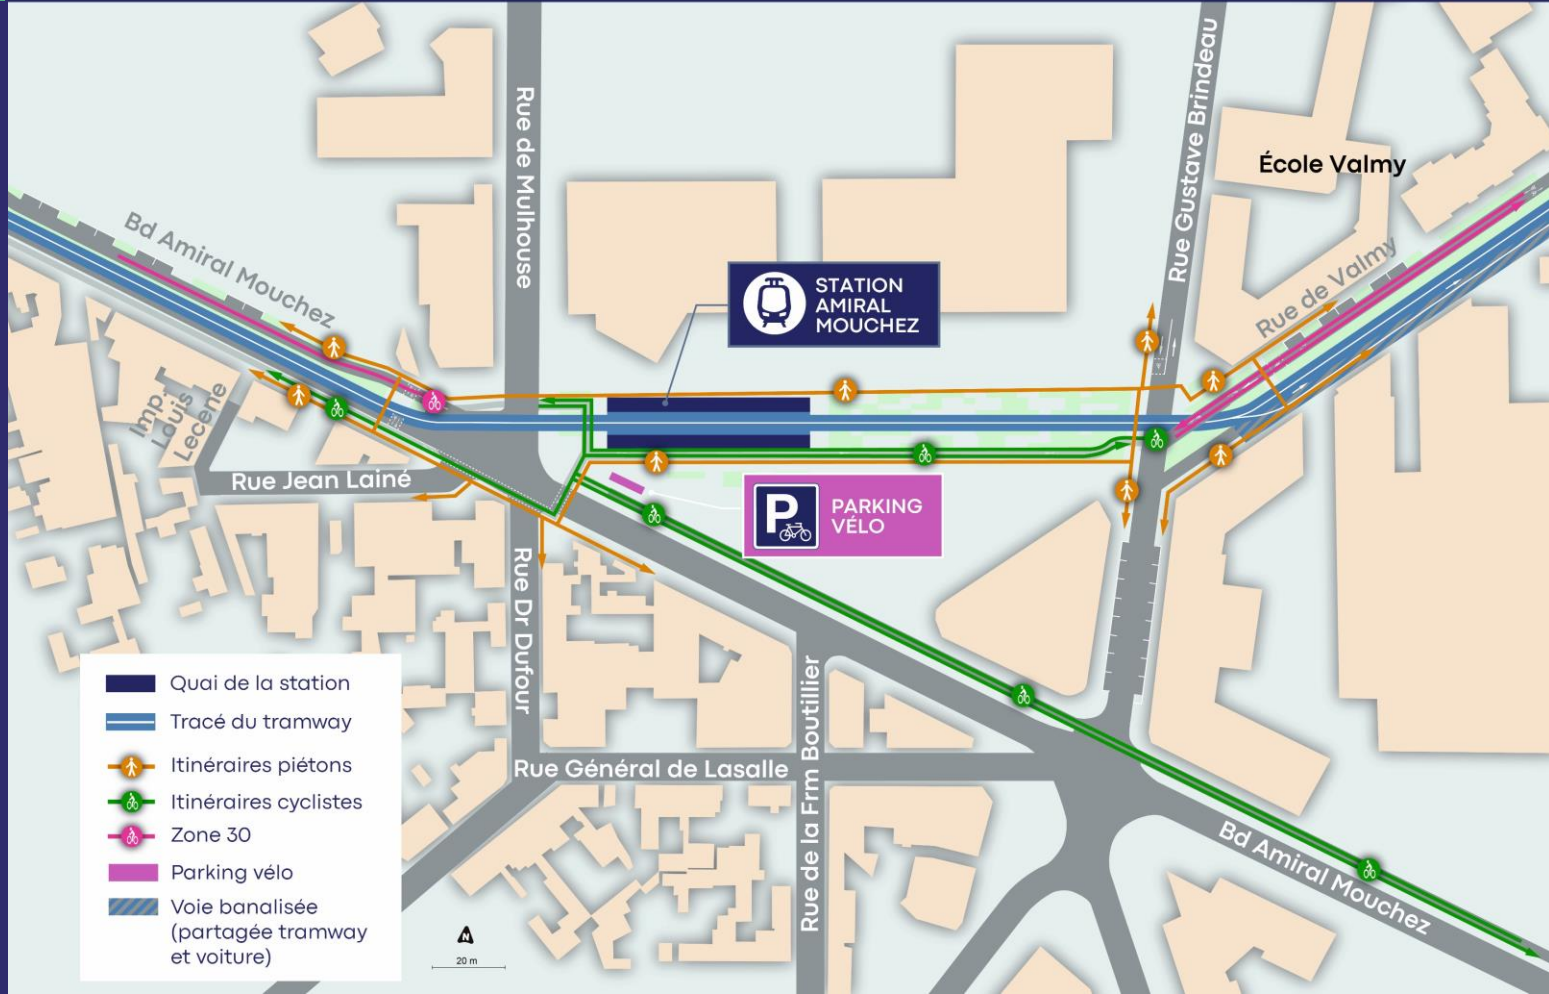 Rue de Mulhouse
Rue Gustave Brindeau
École Valmy
Bd Amiral Mouchez
Rue de Valmy
STATION
AMIRAL
MOUCHEZ
Imp.
Louis
Lecene
Rue Jean Lainé
P
PARKING
VÉLO
Rue Dr Dufour
Rue Général de Lasalle
Rue de la Frm Boutillier
Bd Amiral Mouchez
Quai de la station
Tracé du tramway
Itinéraires piétons
Itinéraires cyclistes
Zone 30
Parking vélo
Voie banalisée
(partagée tramway
et voiture)
N
20 m